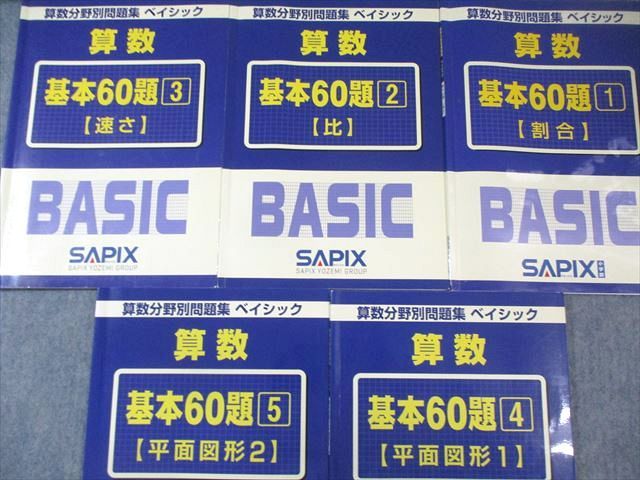 算数分野別問題集 ベイシック
算数
基本60題 3
【速さ】
BASIC
SAPIX
SAPIX YOZEMI GROUP
算数分野別問題集 ベイシック
算数
基本60題 2
【比】
BASIC
SAPIX
SAPIX YOZEMI GROUP
算数分野別問題集 ベイシック
算数
基本60題 1
【割合】
BASIC
SAPIX
算数分野別問題集 ベイシック
算数
基本60題 5
【平面図形2】
算数分野別問題集 ベイシック
算数
基本60題 4
【平面図形1】